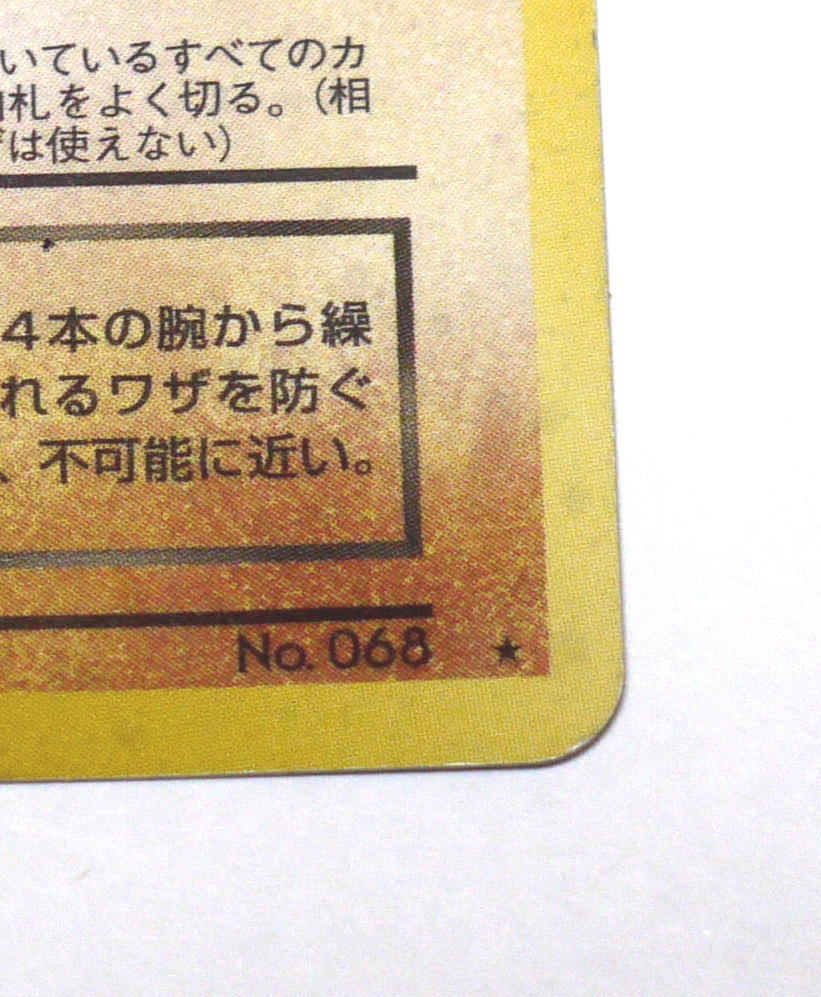 いているすべてのカ
札をよく切る。（相
は使えない）
4本の腕から繰
れるワザを防ぐ
、不可能に近い。
No. 068 ★